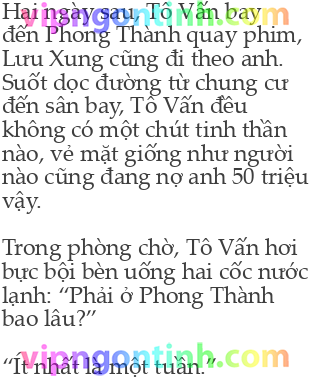 Hai ngày sau, Tô Vấn bay
đến Phong Thành quay phim,
Lưu Xung cũng đi theo anh.
Suốt dọc đường từ chung cư
đến sân bay, Tô Vấn đều
không có một chút tinh thần
nào, vẻ mặt giống như người
nào cũng đang nợ anh 50 triệu
vậy.
Trong phòng chờ, Tô Vấn hơi
bực bội bèn uống hai cốc nước
lạnh: “Phải ở Phong Thành
bao lâu?”
“Ít nhất là một tuần.”
vipngontinh.com
vipngontinh.com